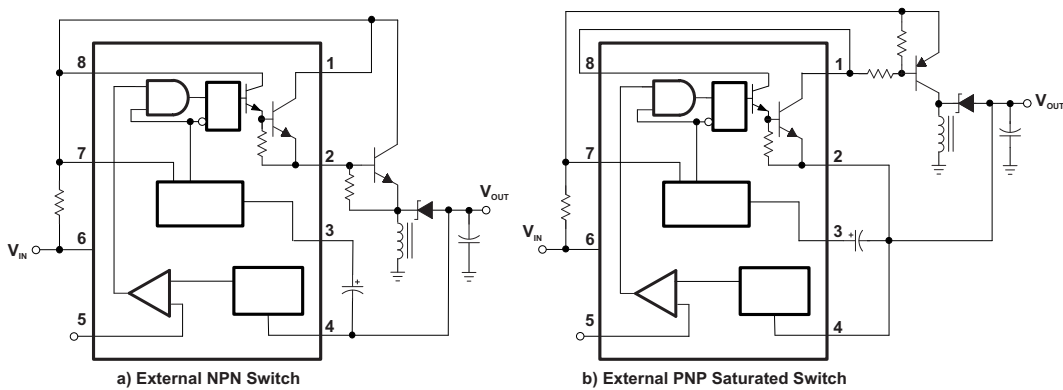 8
1
7
2
V_OUT
3
V_IN
6
5
4
a) External NPN Switch
8
1
V_OUT
7
2
3
V_IN
6
5
4
b) External PNP Saturated Switch